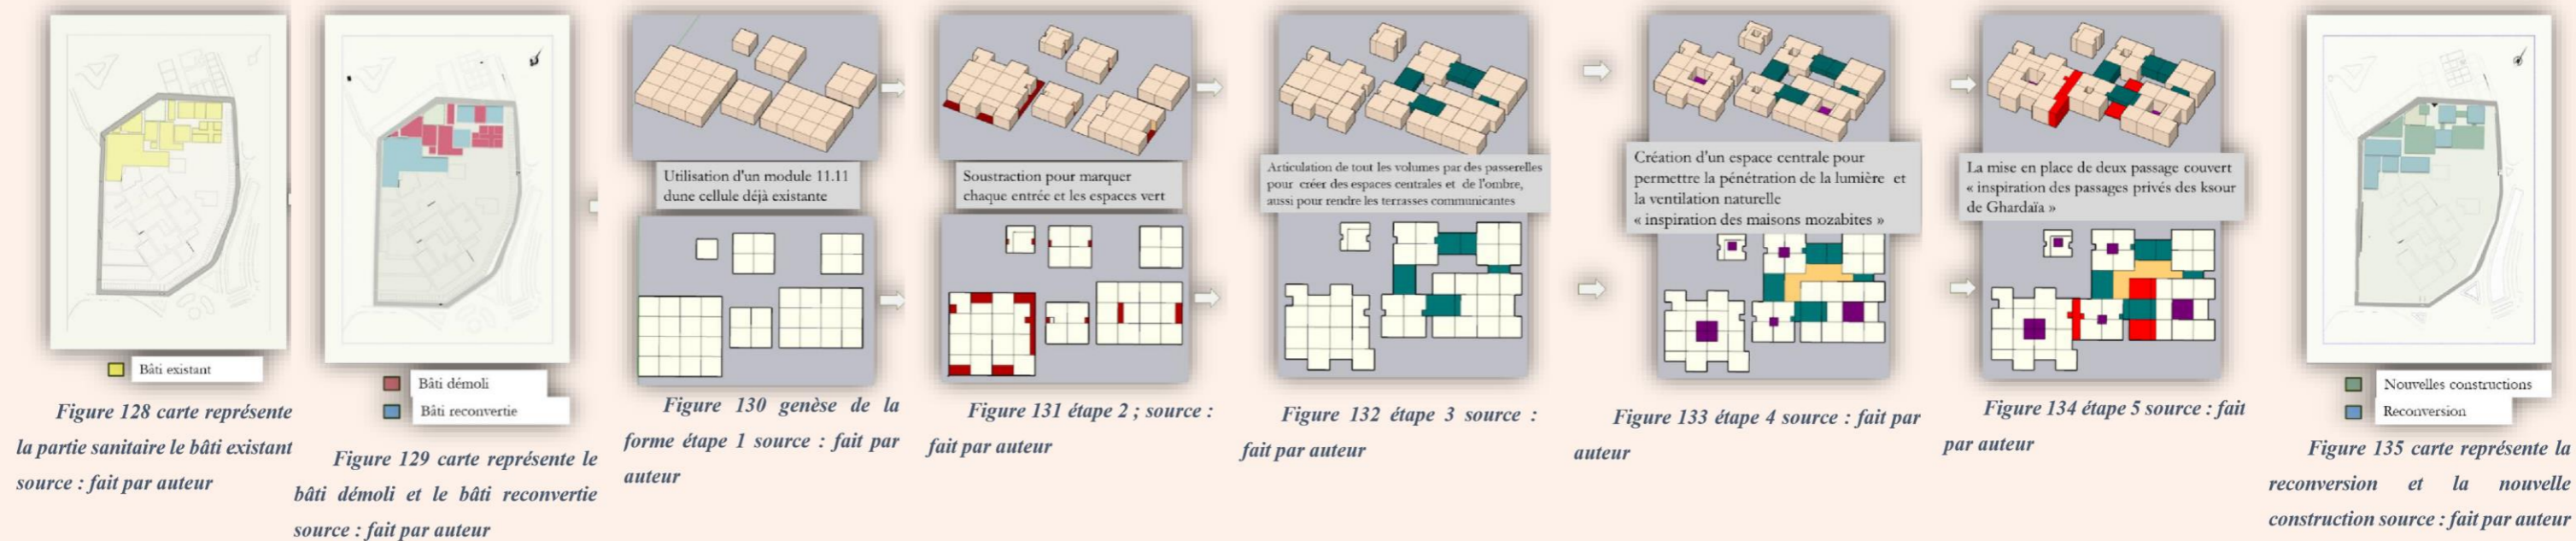 Bâti existant
Figure 128 carte représente
la partie sanitaire le bâti existant
source : fait par auteur
Bâti démoli
Bâti reconvertie
Figure 129 carte représente le
bâti démoli et le bâti reconvertie
source : fait par auteur
Utilisation d'un module 11.11
dune cellule déjà existante
Figure 130 genèse de la
forme étape 1 source : fait par
auteur
Soustraction pour marquer
chaque entrée et les espaces vert
Figure 131 étape 2 ; source :
fait par auteur
Articulation de tout les volumes par des passerelles
pour créer des espaces centrales et de l'ombre,
aussi pour rendre les terrasses communicantes
Figure 132 étape 3 source :
fait par auteur
Création d'un espace centrale pour
permettre la pénétration de la lumière et
la ventilation naturelle
« inspiration des maisons mozabites »
Figure 133 étape 4 source : fait par
auteur
La mise en place de deux passage couvert
« inspiration des passages privés des ksour
de Ghardaïa »
Figure 134 étape 5 source : fait
par auteur
Nouvelles constructions
Reconversion
Figure 135 carte représente la
reconversion et la nouvelle
construction source : fait par auteur